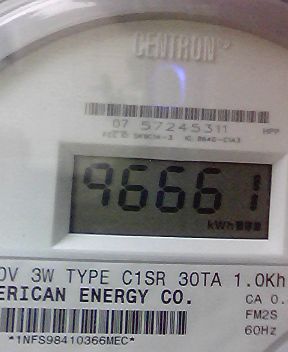 CENTRON
07 57245311 HPP
96661
kWh
0V 3W TYPE C1SR 30TA 1.0Kh
ERICAN ENERGY CO. CA 0.
FM2S
*1NFS98410366MEC* 60Hz